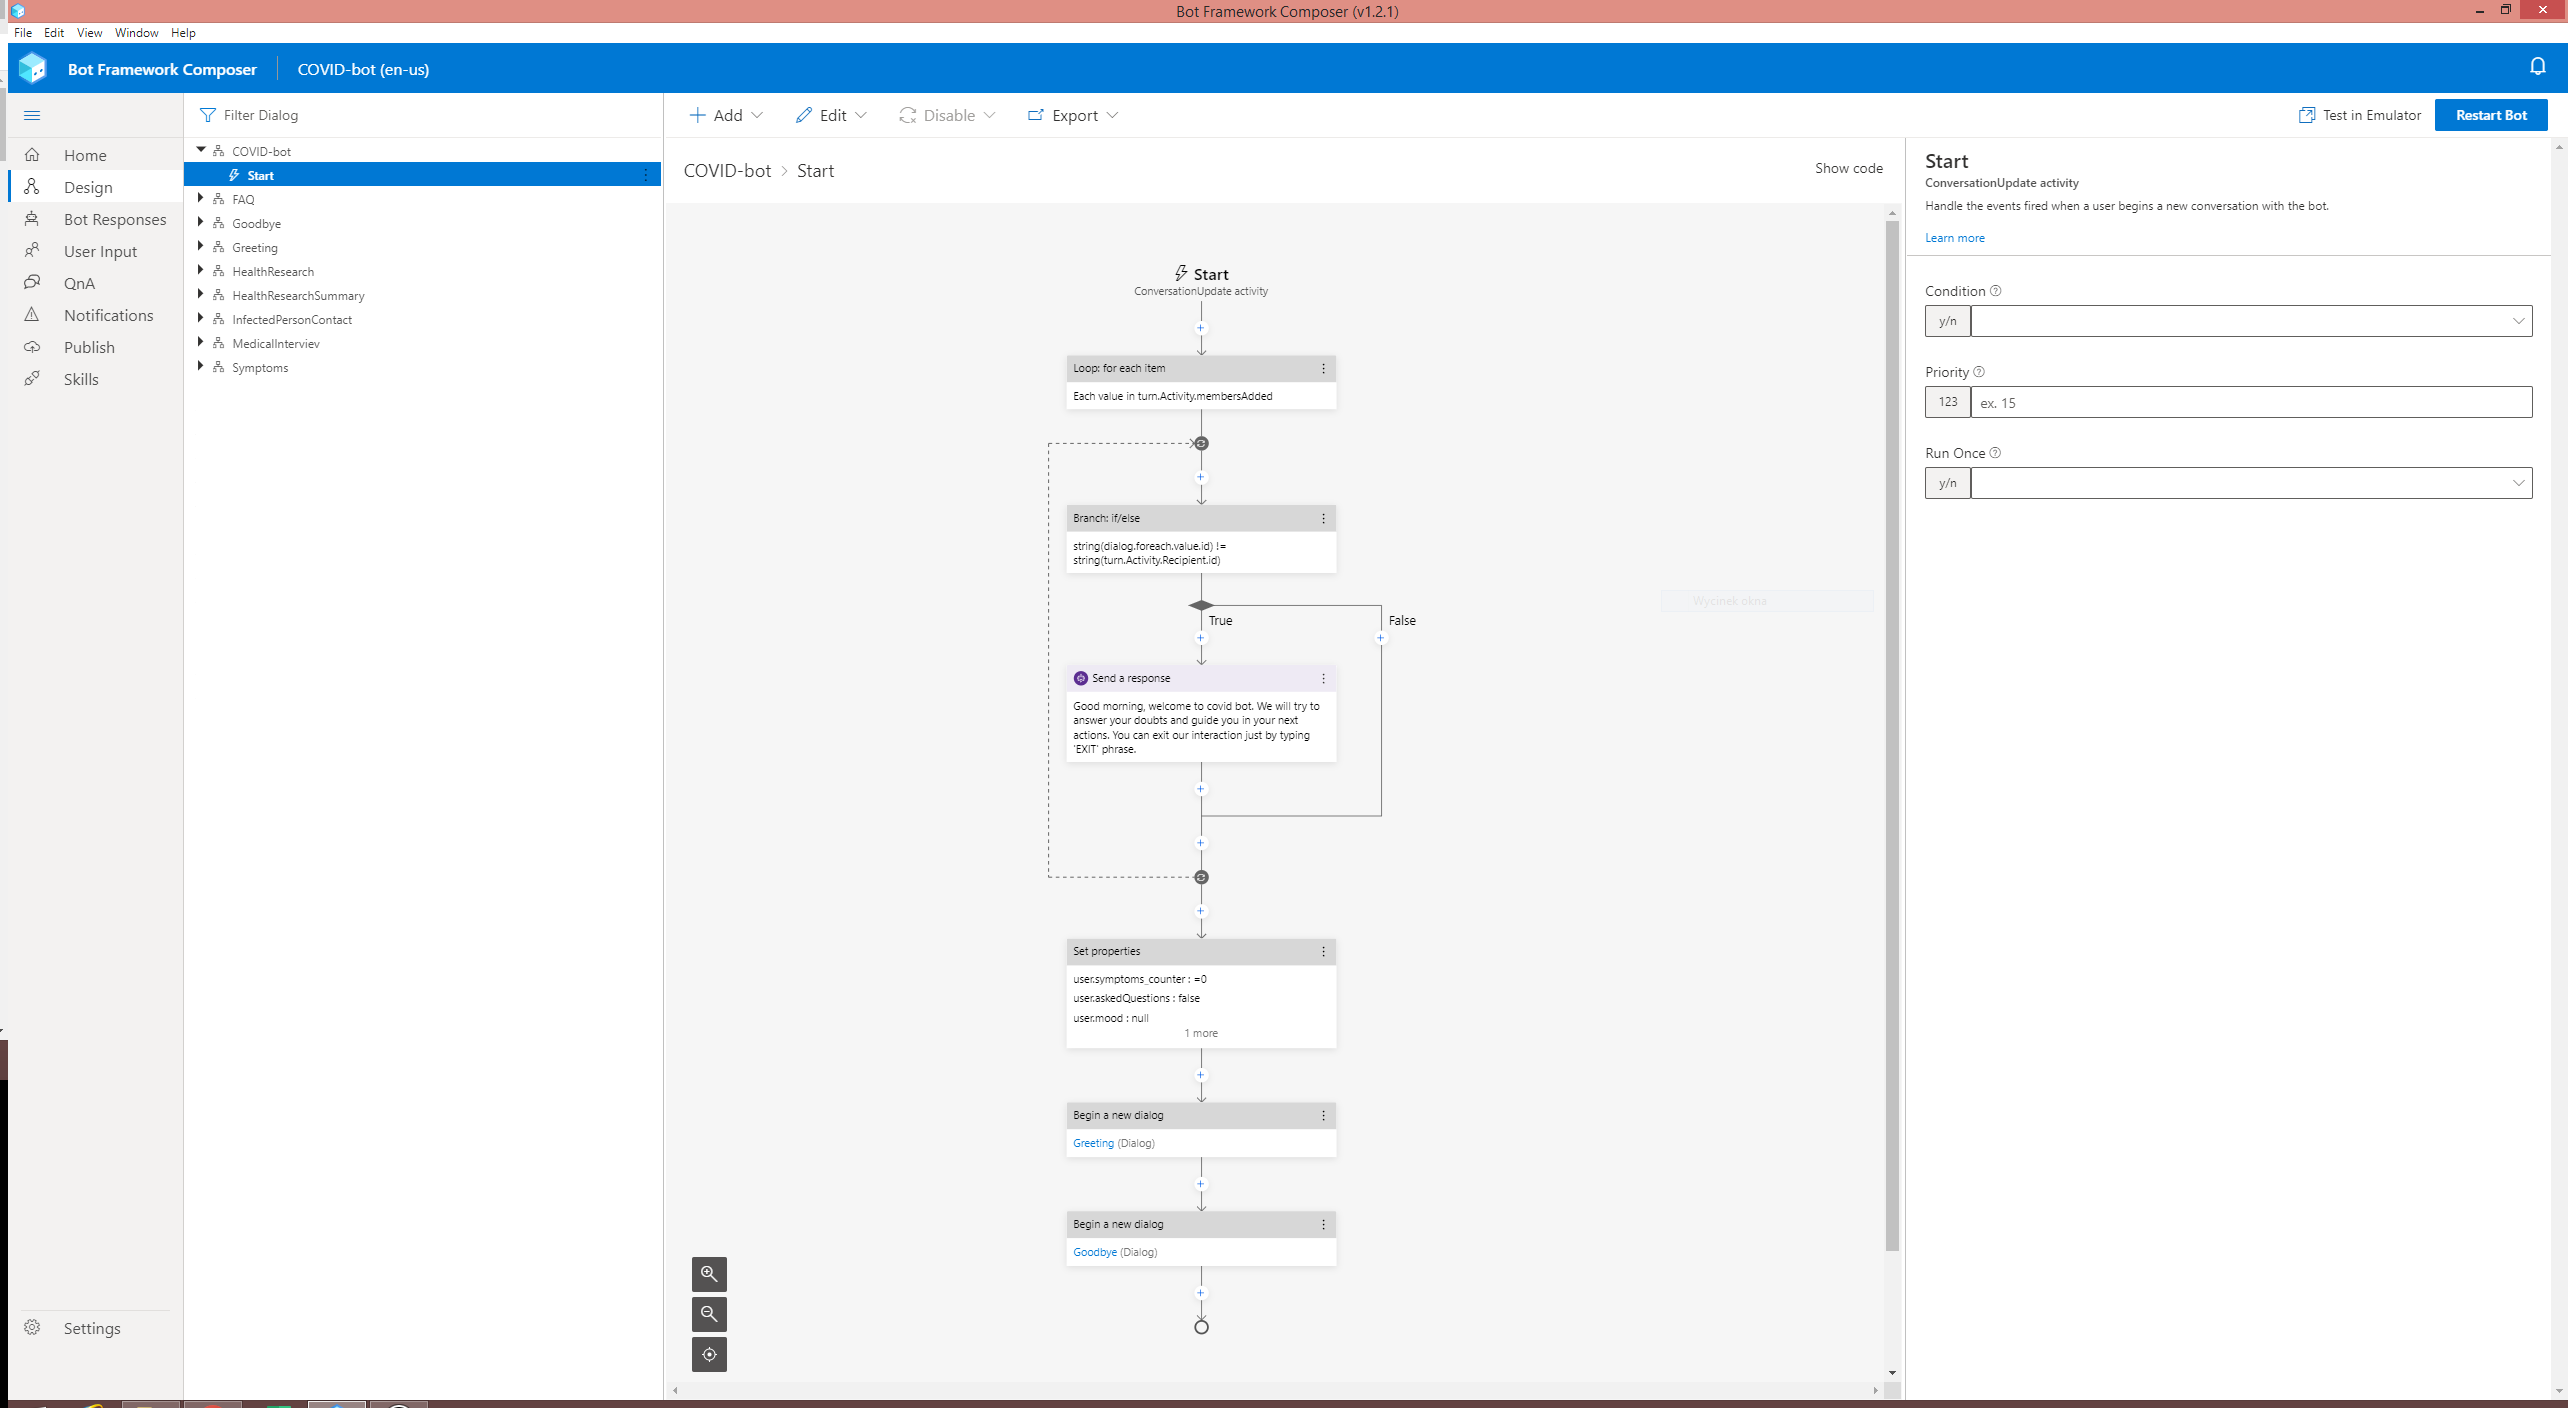 Bot Framework Composer (v1.2.1)
File Edit View Window Help
Bot Framework Composer COVID-bot (en-us)
Filter Dialog
Add Edit Disable Export
Test in Emulator Restart Bot
Home
Design
Bot Responses
User Input
QnA
Notifications
Publish
Skills
Settings
COVID-bot
Start
FAQ
Goodbye
Greeting
HealthResearch
HealthResearchSummary
InfectedPersonContact
MedicalInterviev
Symptoms
COVID-bot > Start
Show code
Start
ConversationUpdate activity
Loop: for each item
Each value in turn.Activity.membersAdded
Branch: if/else
string(dialog.foreach.value.id) !=
string(turn.Activity.Recipient.id)
True
False
Send a response
Good morning, welcome to covid bot. We will try to
answer your doubts and guide you in your next
actions. You can exit our interaction just by typing
'EXIT' phrase.
Set properties
user.symptoms_counter : =0
user.askedQuestions : false
user.mood : null
1 more
Begin a new dialog
Greeting (Dialog)
Begin a new dialog
Goodbye (Dialog)
Wycinek okna
Start
ConversationUpdate activity
Handle the events fired when a user begins a new conversation with the bot.
Learn more
Condition
y/n
Priority
123 ex. 15
Run Once
y/n